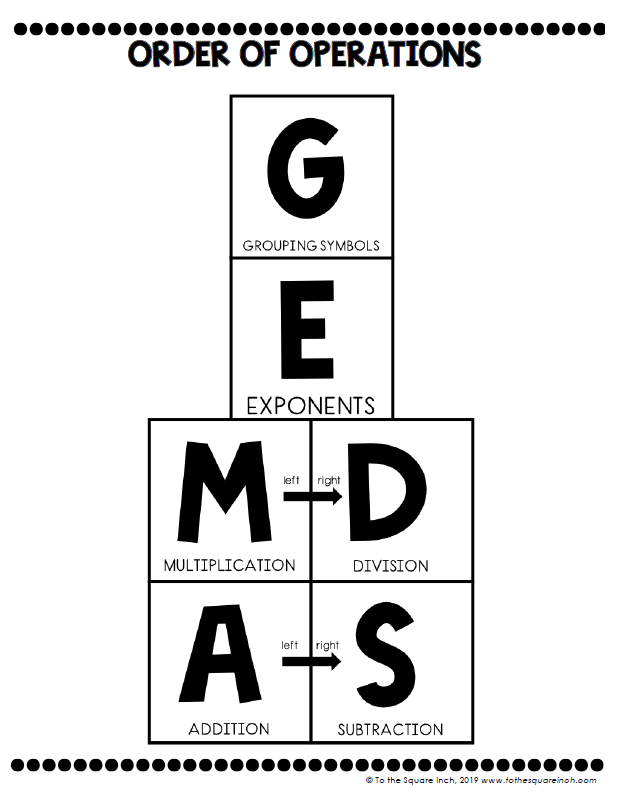 ORDER OF OPERATIONS
G
GROUPING SYMBOLS
E
EXPONENTS
M left right D
MULTIPLICATION DIVISION
A left right S
ADDITION SUBTRACTION
© To the Square Inch, 2019 www.tothesquareinch.com